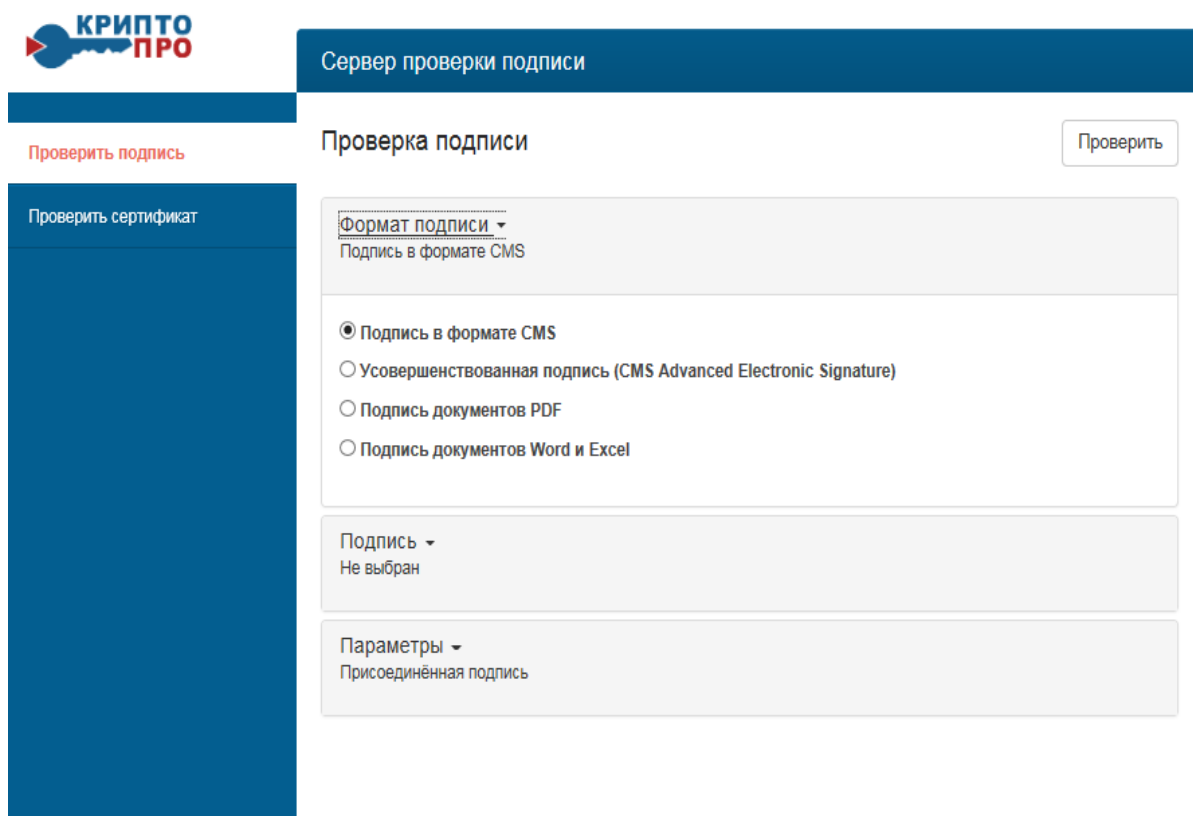 КРИПТО
ПРО
Сервер проверки подписи
Проверить подпись
Проверить сертификат
Проверка подписи
Проверить
Формат подписи
Подпись в формате CMS
Подпись в формате CMS
Усовершенствованная подпись (CMS Advanced Electronic Signature)
Подпись документов PDF
Подпись документов Word и Excel
Подпись
Не выбран
Параметры
Присоединённая подпись